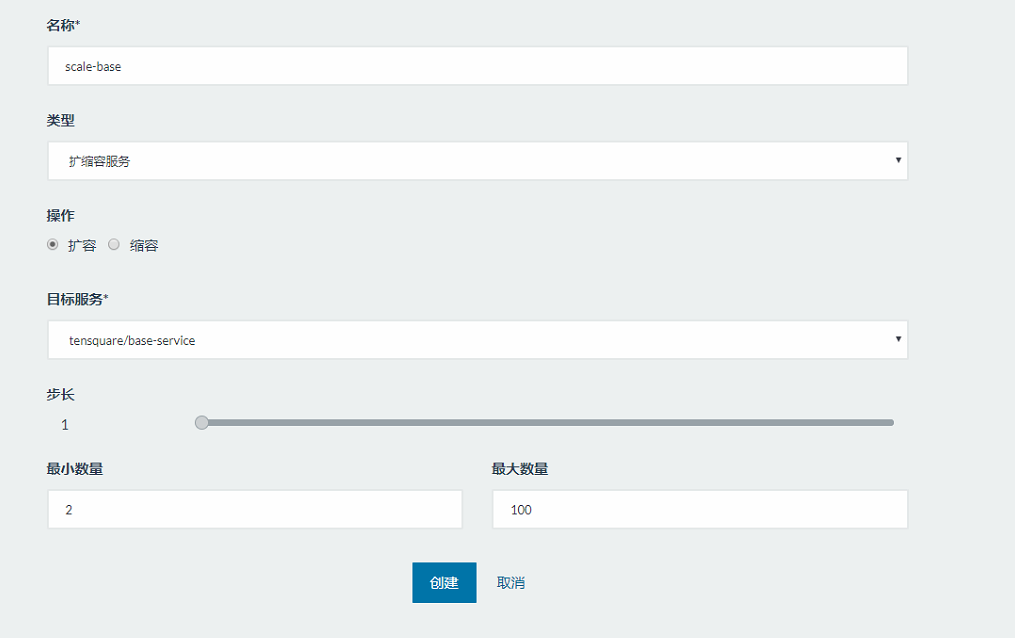 名称*
scale-base
类型
扩缩容服务
操作
扩容 缩容
目标服务*
tensquare/base-service
步长
1
最小数量 最大数量
2 100
创建 取消